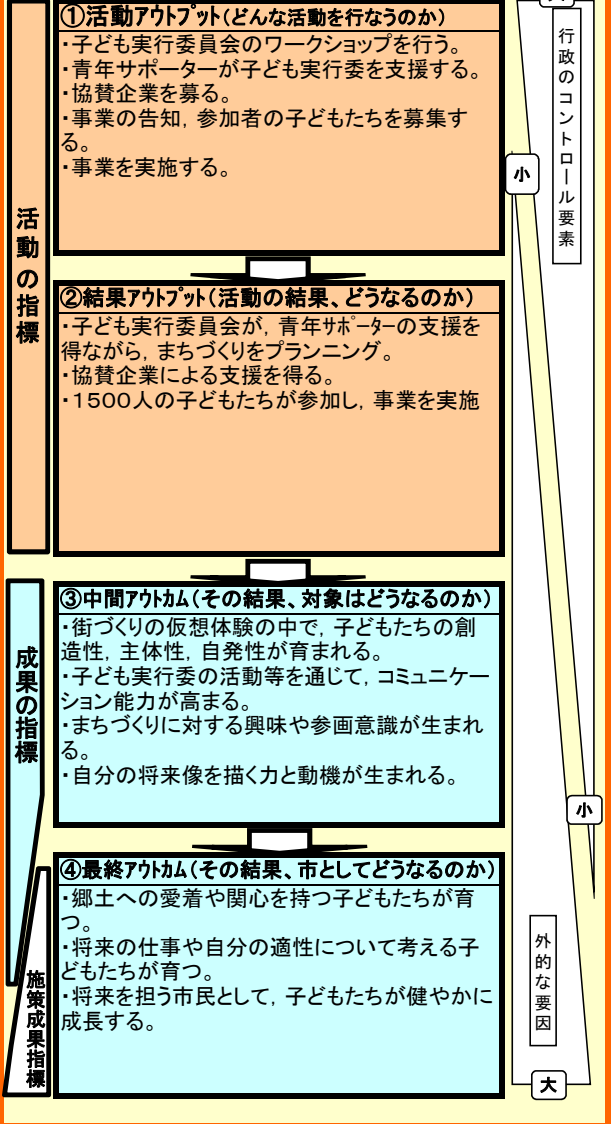 ①活動アウトプット(どんな活動を行なうのか)
・子ども実行委員会のワークショップを行う。
・青年サポーターが子ども実行委を支援する。
・協賛企業を募る。
・事業の告知，参加者の子どもたちを募集す
る。
・事業を実施する。
活動の指標
行政のコントロール要素
小
②結果アウトプット(活動の結果、どうなるのか)
・子ども実行委員会が，青年サポーターの支援を
得ながら，まちづくりをプランニング。
・協賛企業による支援を得る。
・1500人の子どもたちが参加し，事業を実施
③中間アウトカム(その結果、対象はどうなるのか)
・街づくりの仮想体験の中で，子どもたちの創
造性，主体性，自発性が育まれる。
・子ども実行委の活動等を通じて，コミュニケー
ション能力が高まる。
・まちづくりに対する興味や参画意識が生まれ
る。
・自分の将来像を描く力と動機が生まれる。
成果の指標
小
④最終アウトカム(その結果、市としてどうなるのか)
・郷土への愛着や関心を持つ子どもたちが育
つ。
・将来の仕事や自分の適性について考える子
どもたちが育つ。
・将来を担う市民として，子どもたちが健やかに
成長する。
施策成果指標
外的な要因
大